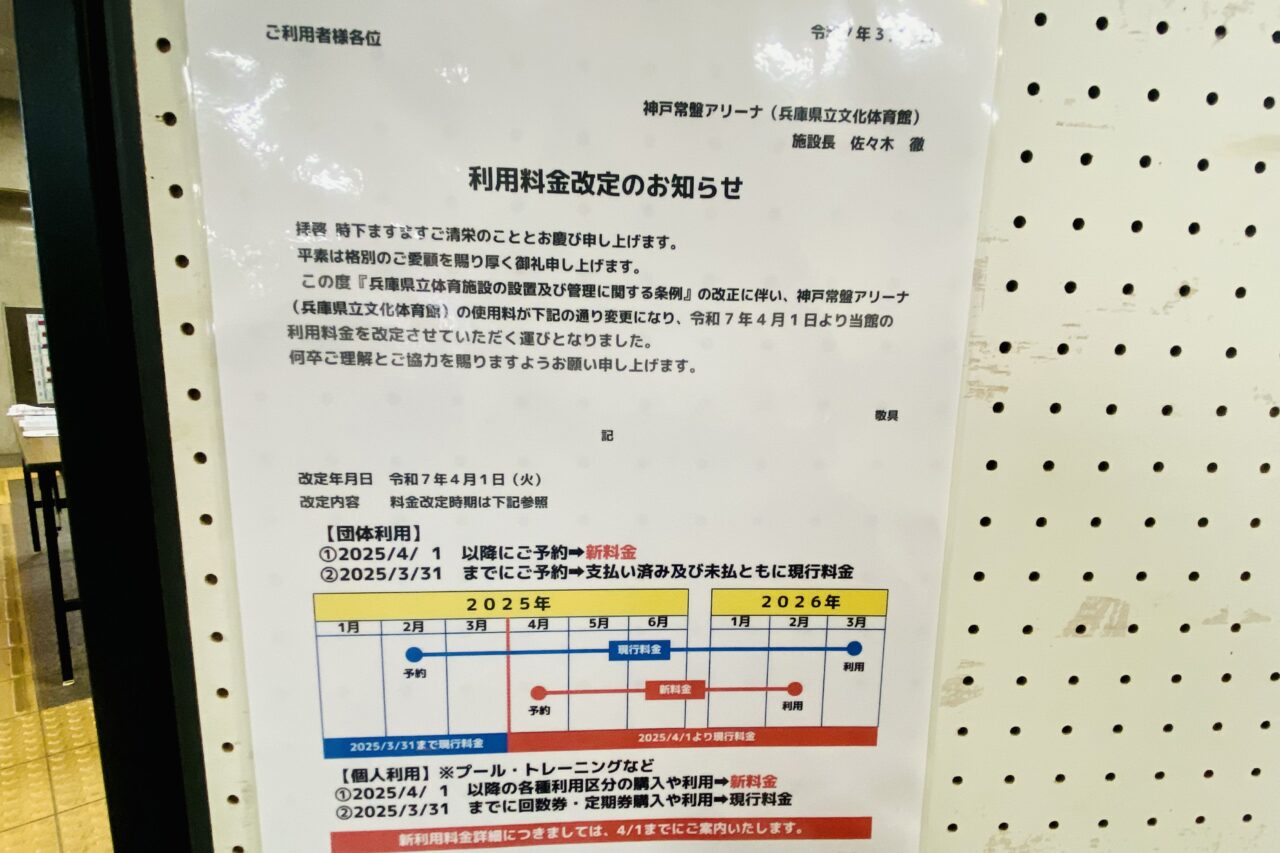 ご利用者様各位
年3
神戸常盤アリーナ（兵庫県立文化体育館）
施設長　佐々木　徹
利用料金改定のお知らせ
拝啓 時下ますますご清栄のこととお慶び申し上げます。
平素は格別のご愛顧を賜り厚く御礼申し上げます。
この度『兵庫県立体育施設の設置及び管理に関する条例』の改正に伴い、神戸常盤アリーナ
（兵庫県立文化体育館）の使用料が下記の通り変更になり、令和７年４月１日より当館の
利用料金を改定させていただく運びとなりました。
何卒ご理解とご協力を賜りますようお願い申し上げます。
敬具
記
改定年月日　令和７年４月１日（火）
改定内容　　料金改定時期は下記参照
【団体利用】
①2025/4/ 1　以降にご予約➡新料金
②2025/3/31　までにご予約➡支払い済み及び未払ともに現行料金
２０２５年　２０２６年
1月　2月　3月　4月　5月　6月　1月　2月　3月
現行料金
予約　利用
新料金
予約　利用
2025/3/31まで現行料金　2025/4/1より現行料金
【個人利用】※プール・トレーニングなど
①2025/4/ 1　以降の各種利用区分の購入や利用➡新料金
②2025/3/31　までに回数券・定期券購入や利用➡現行料金
新利用料金詳細につきましては、4/1までにご案内いたします。